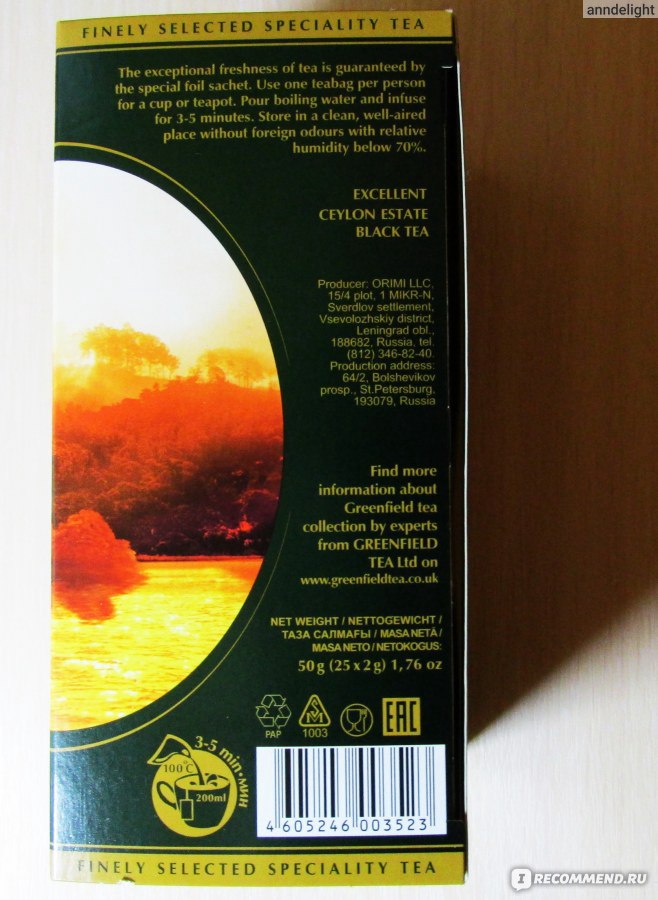 anndelight
FINELY SELECTED SPECIALITY TEA
The exceptional freshness of tea is guaranteed by
the special foil sachet. Use one teabag per person
for a cup or teapot. Pour boiling water and infuse
for 3-5 minutes. Store in a clean, well-aired
place without foreign odours with relative
humidity below 70%.
EXCELLENT
CEYLON ESTATE
BLACK TEA
Producer: ORIMI LLC,
15/4 plot, 1 MIKR-N,
Sverdlov settlement,
Vsevolozhskiy district,
Leningrad obl.,
188682, Russia, tel.
(812) 346-82-40.
Production address:
64/2, Bolshevikov
prosp., St.Petersburg,
193079, Russia
Find more
information about
Greenfield tea
collection by experts
from GREENFIELD
TEA Ltd on
www.greenfieldtea.co.uk
NET WEIGHT / NETTOGEWICHT /
ТАЗА САЛМАҒЫ / MASA NETĂ /
MASA NETO / NETOKOGUS:
50 g (25 x 2 g) 1,76 oz
PAP
1003
EAC
3-5 min•мин
100°C
200ml
4 605246 003523
FINELY SELECTED SPECIALITY TEA
I RECOMMEND.RU